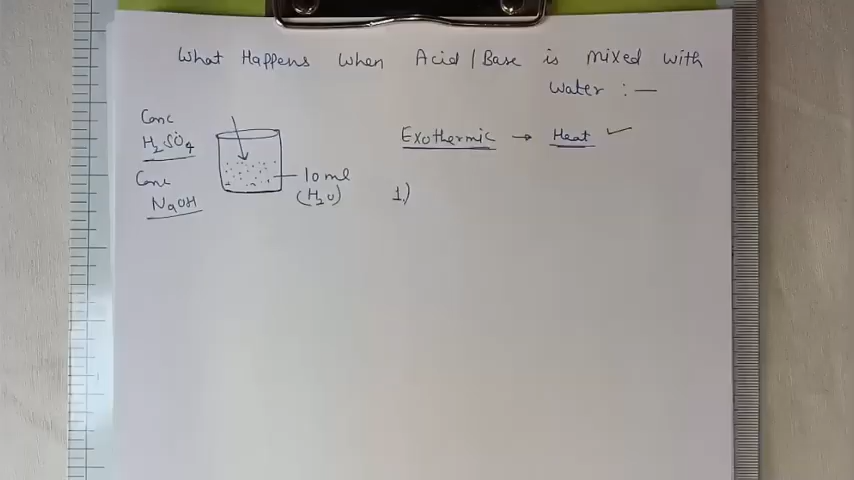 What Happens when Acid / Base is mixed with
water : —
Conc
H₂SO₄
Conc
NaOH
10 ml
(H₂O)
Exothermic → Heat ✓
1.)